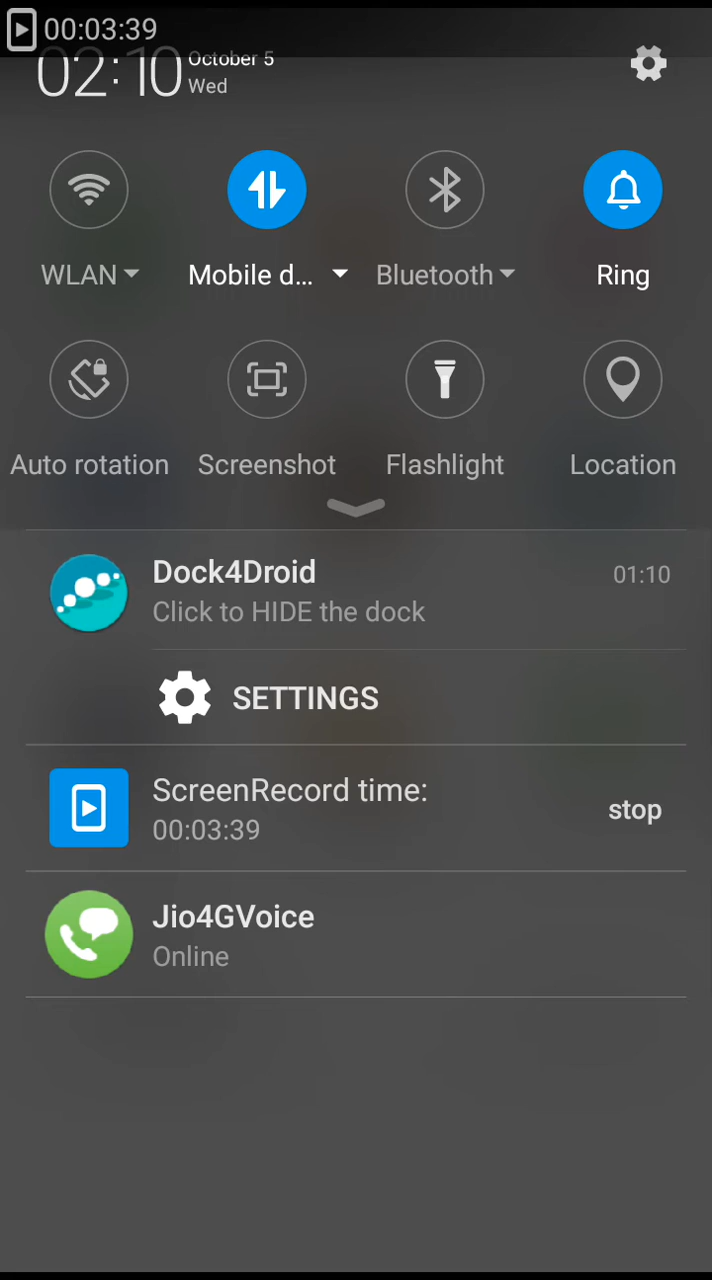 00:03:39
02:10
October 5
Wed
WLAN
Mobile d...
Bluetooth
Ring
Auto rotation
Screenshot
Flashlight
Location
Dock4Droid
01:10
Click to HIDE the dock
SETTINGS
ScreenRecord time:
00:03:39
stop
Jio4GVoice
Online